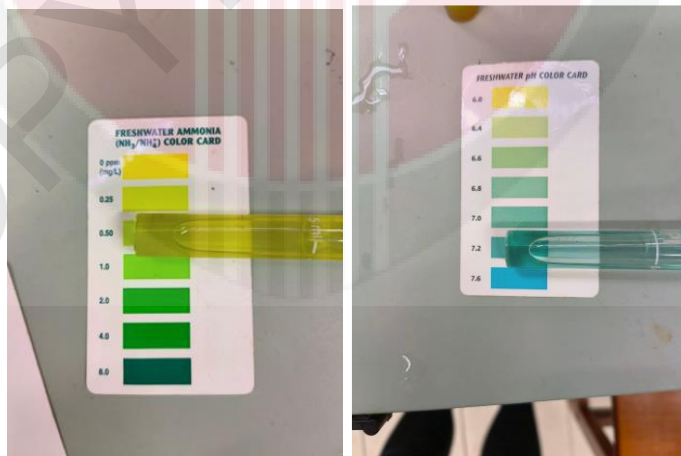 FRESHWATER AMMONIA
(NH3/NH4+) COLOR CARD
0 ppm
(mg/L)
0.25
0.50
1.0
2.0
4.0
8.0
FRESHWATER pH COLOR CARD
6.0
6.4
6.6
6.8
7.0
7.2
7.6